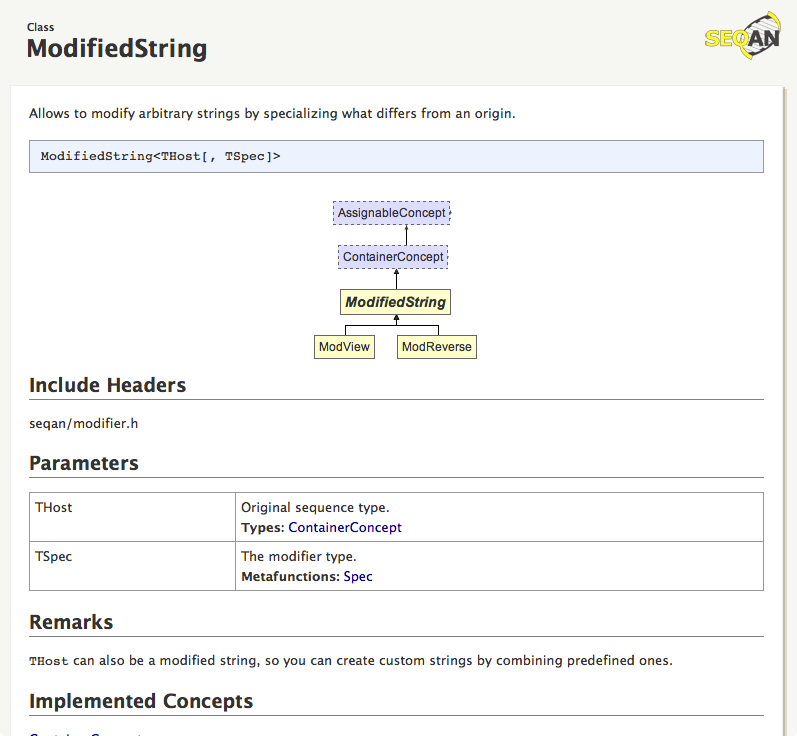 Class
ModifiedString
SEQAN
Allows to modify arbitrary strings by specializing what differs from an origin.
ModifiedString<THost[, TSpec]>
AssignableConcept
ContainerConcept
ModifiedString
ModView ModReverse
Include Headers
seqan/modifier.h
Parameters
THost Original sequence type.
Types: ContainerConcept
TSpec The modifier type.
Metafunctions: Spec
Remarks
THost can also be a modified string, so you can create custom strings by combining predefined ones.
Implemented Concepts